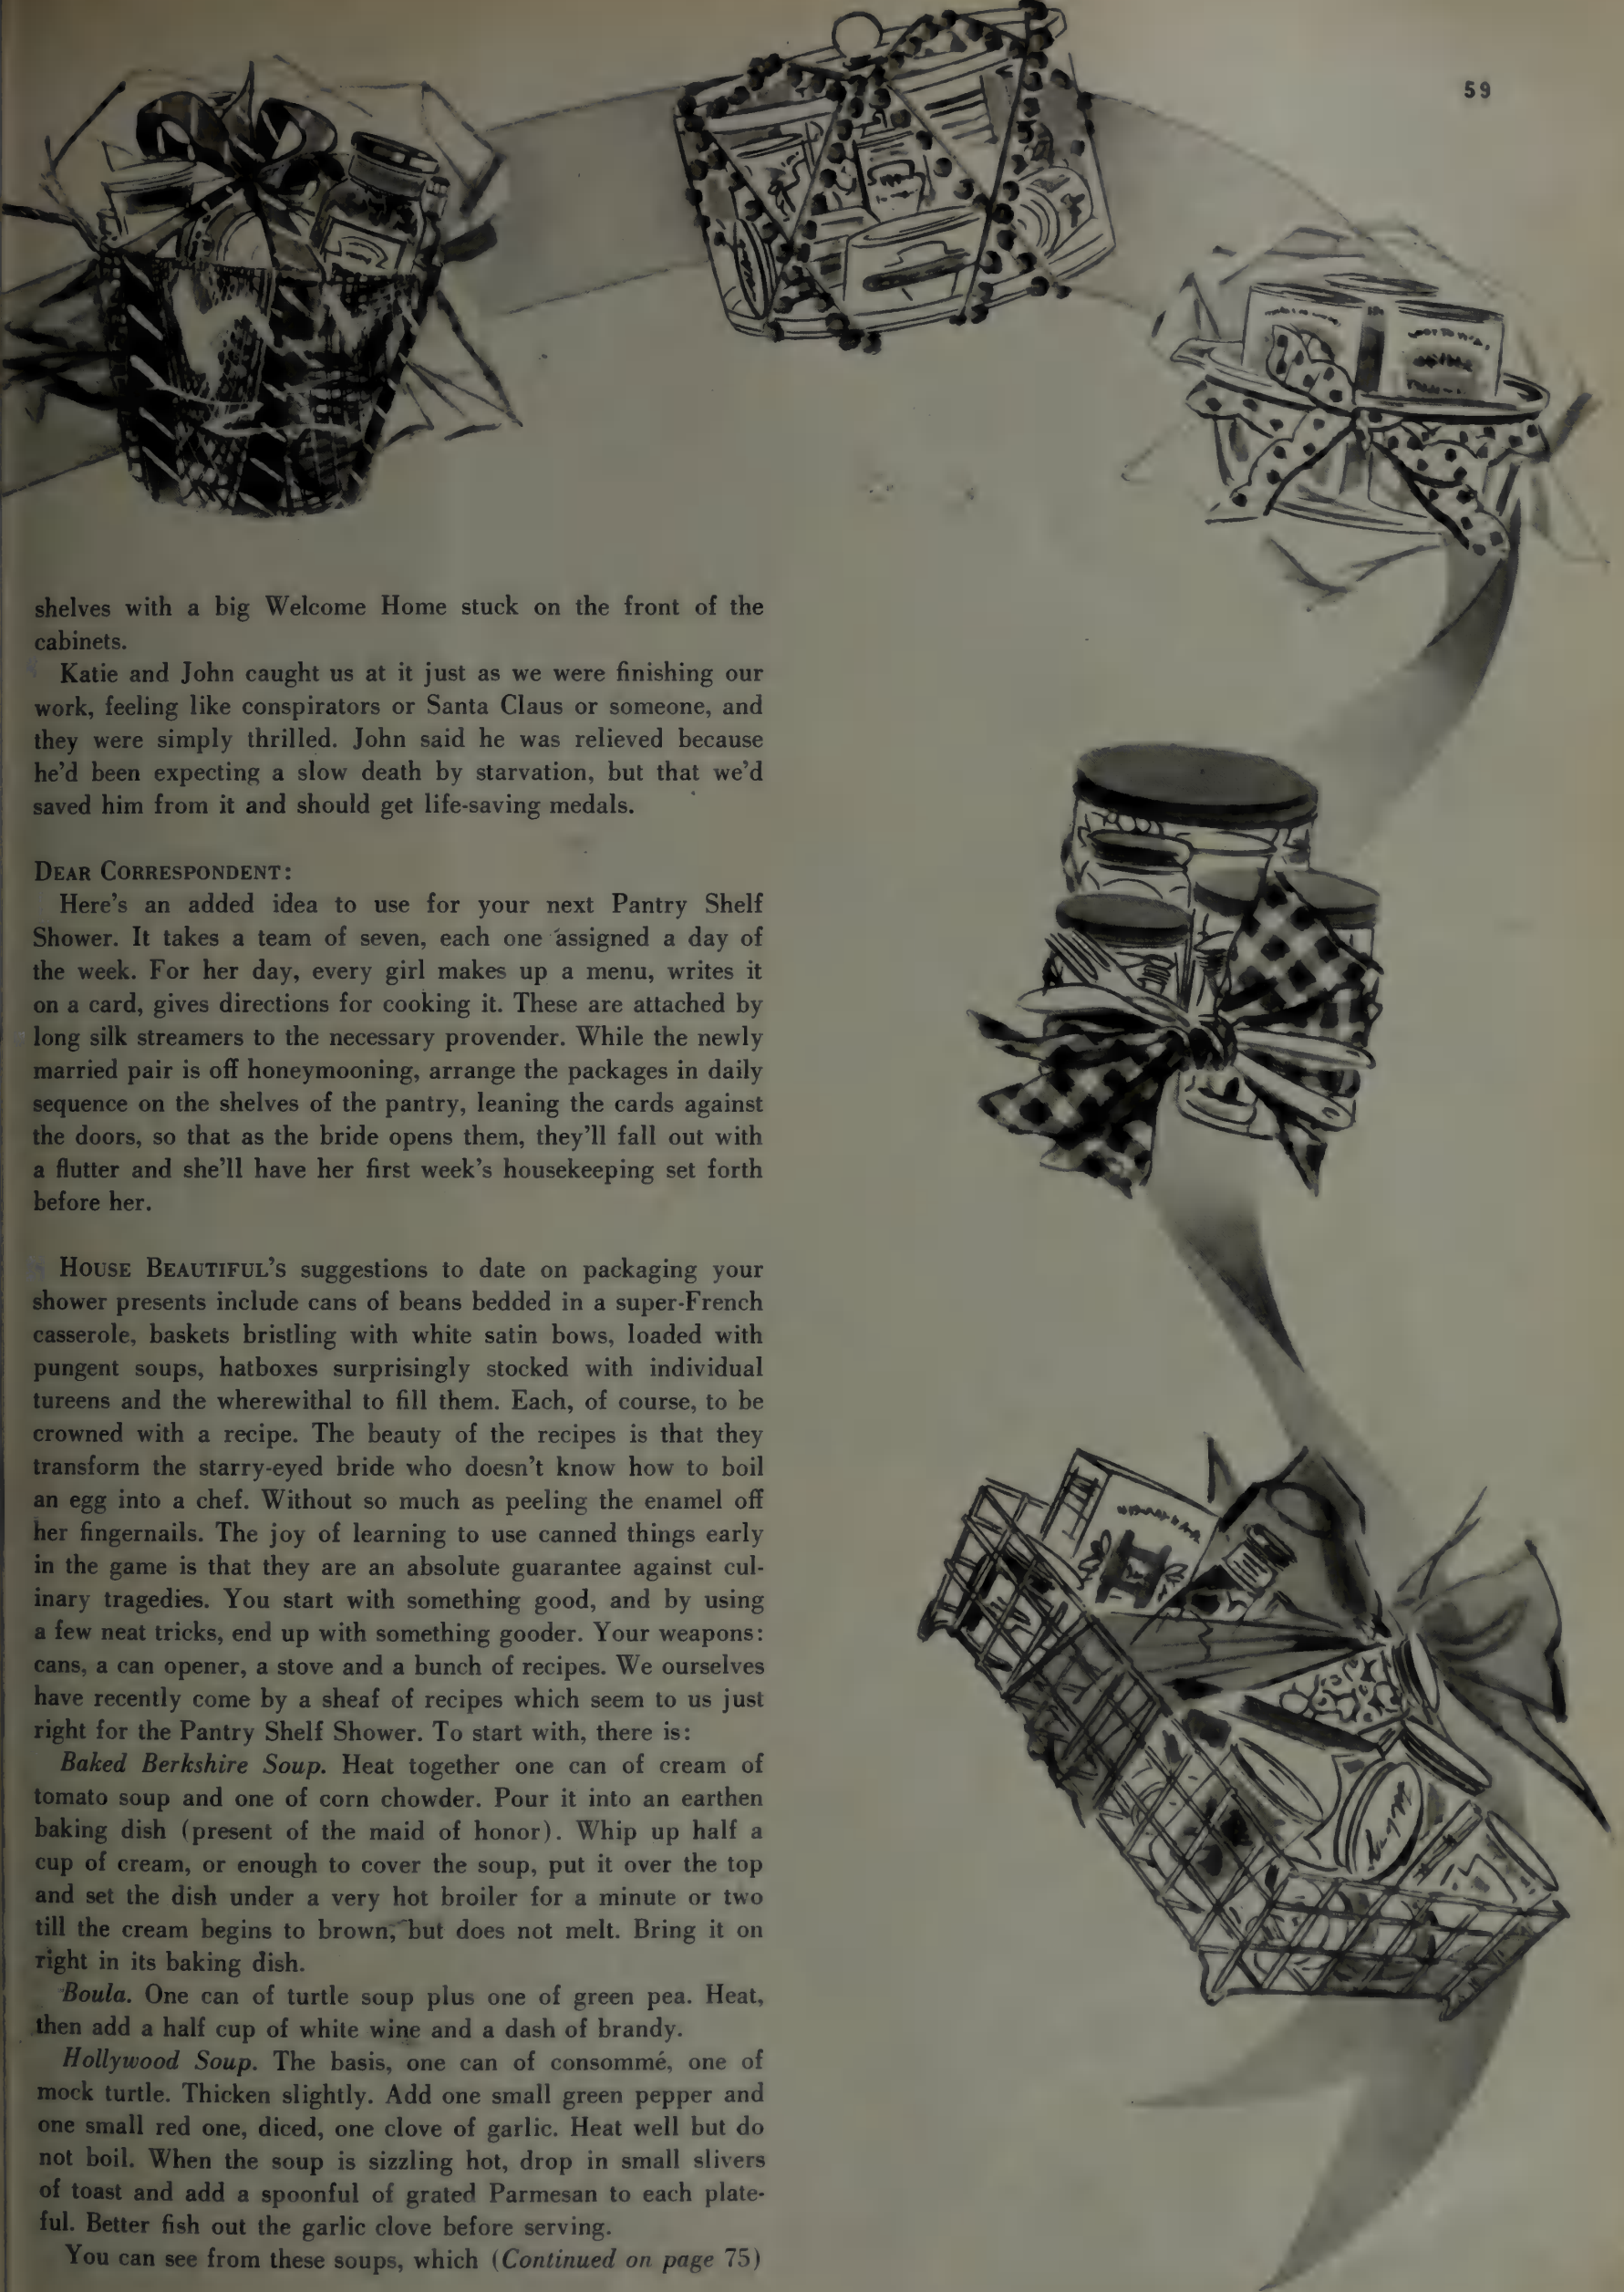 59
shelves with a big Welcome Home stuck on the front of the
cabinets.
Katie and John caught us at it just as we were finishing our
work, feeling like conspirators or Santa Claus or someone, and
they were simply thrilled. John said he was relieved because
he'd been expecting a slow death by starvation, but that we'd
saved him from it and should get life-saving medals.
DEAR CORRESPONDENT:
Here's an added idea to use for your next Pantry Shelf
Shower. It takes a team of seven, each one assigned a day of
the week. For her day, every girl makes up a menu, writes it
on a card, gives directions for cooking it. These are attached by
long silk streamers to the necessary provender. While the newly
married pair is off honeymooning, arrange the packages in daily
sequence on the shelves of the pantry, leaning the cards against
the doors, so that as the bride opens them, they'll fall out with
a flutter and she'll have her first week's housekeeping set forth
before her.
HOUSE BEAUTIFUL'S suggestions to date on packaging your
shower presents include cans of beans bedded in a super-French
casserole, baskets bristling with white satin bows, loaded with
pungent soups, hatboxes surprisingly stocked with individual
tureens and the wherewithal to fill them. Each, of course, to be
crowned with a recipe. The beauty of the recipes is that they
transform the starry-eyed bride who doesn't know how to boil
an egg into a chef. Without so much as peeling the enamel off
her fingernails. The joy of learning to use canned things early
in the game is that they are an absolute guarantee against cul-
inary tragedies. You start with something good, and by using
a few neat tricks, end up with something gooder. Your weapons:
cans, a can opener, a stove and a bunch of recipes. We ourselves
have recently come by a sheaf of recipes which seem to us just
right for the Pantry Shelf Shower. To start with, there is:
Baked Berkshire Soup. Heat together one can of cream of
tomato soup and one of corn chowder. Pour it into an earthen
baking dish (present of the maid of honor). Whip up half a
cup of cream, or enough to cover the soup, put it over the top
and set the dish under a very hot broiler for a minute or two
till the cream begins to brown, but does not melt. Bring it on
right in its baking dish.
Boula. One can of turtle soup plus one of green pea. Heat,
then add a half cup of white wine and a dash of brandy.
Hollywood Soup. The basis, one can of consommé, one of
mock turtle. Thicken slightly. Add one small green pepper and
one small red one, diced, one clove of garlic. Heat well but do
not boil. When the soup is sizzling hot, drop in small slivers
of toast and add a spoonful of grated Parmesan to each plate-
ful. Better fish out the garlic clove before serving.
You can see from these soups, which (Continued on page 75)